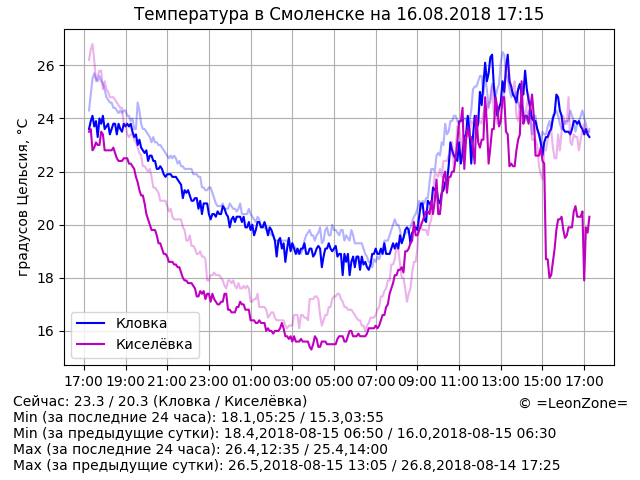 Температура в Смоленске на 16.08.2018 17:15
градусов Цельсия, °C
26
24
22
20
18
16
Кловка
Киселёвка
17:00 19:00 21:00 23:00 01:00 03:00 05:00 07:00 09:00 11:00 13:00 15:00 17:00
Сейчас: 23.3 / 20.3 (Кловка / Киселёвка)
© =LeonZone=
Min (за последние 24 часа): 18.1,05:25 / 15.3,03:55
Min (за предыдущие сутки): 18.4,2018-08-15 06:50 / 16.0,2018-08-15 06:30
Max (за последние 24 часа): 26.4,12:35 / 25.4,14:00
Max (за предыдущие сутки): 26.5,2018-08-15 13:05 / 26.8,2018-08-14 17:25